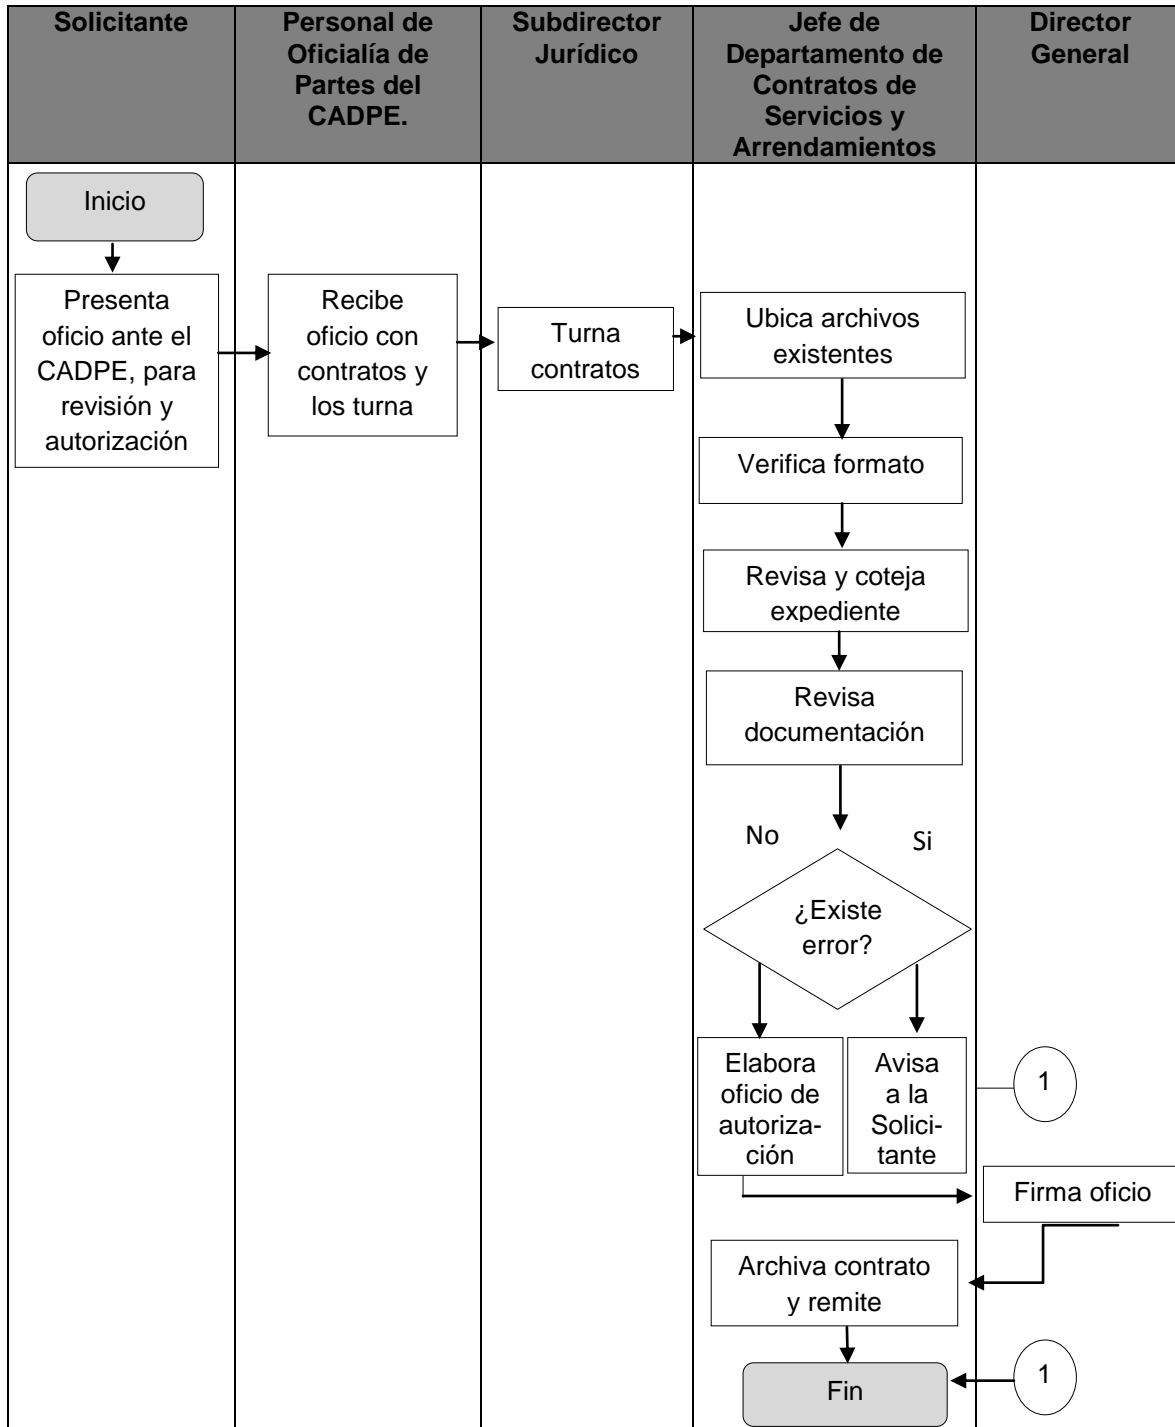 Solicitante
Personal de
Oficialía de
Partes del
CADPE.
Subdirector
Jurídico
Jefe de
Departamento de
Contratos de
Servicios y
Arrendamientos
Director
General
Inicio
Presenta
oficio ante el
CADPE, para
revisión y
autorización
Recibe
oficio con
contratos y
los turna
Turna
contratos
Ubica archivos
existentes
Verifica formato
Revisa y coteja
expediente
Revisa
documentación
No
Si
¿Existe
error?
Elabora
oficio de
autoriza-
ción
Avisa
a la
Solici-
tante
1
Firma oficio
Archiva contrato
y remite
Fin
1